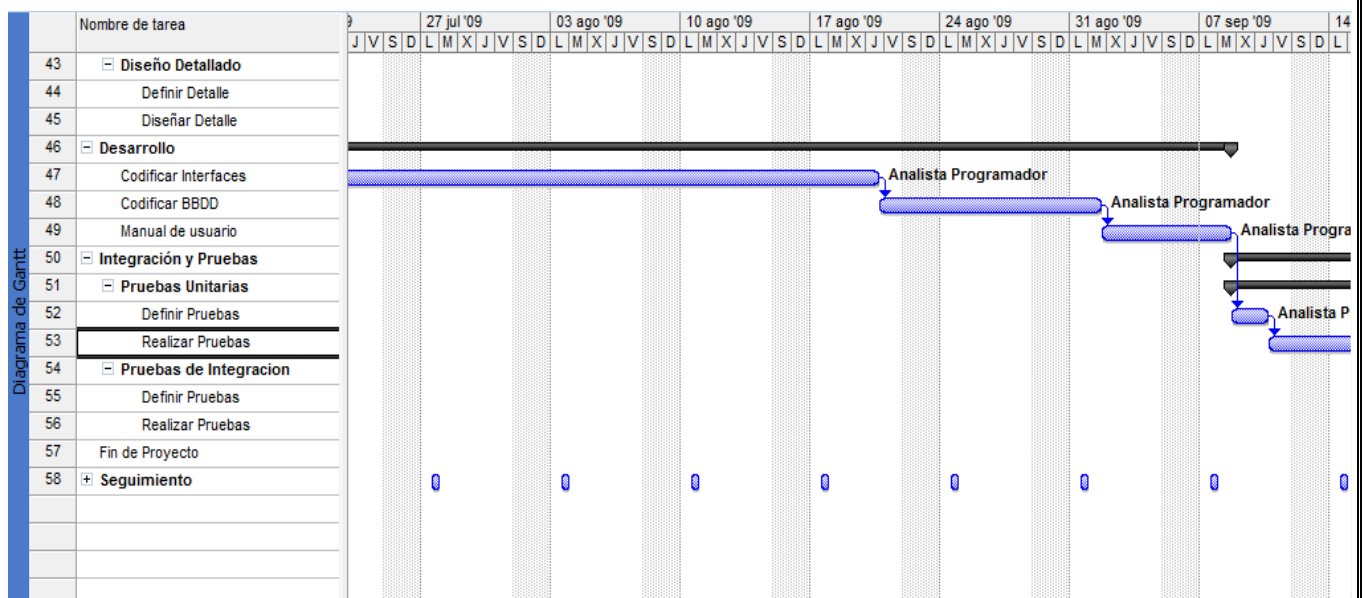 Nombre de tarea
9 27 jul '09 03 ago '09 10 ago '09 17 ago '09 24 ago '09 31 ago '09 07 sep '09 14
J V S D L M X J V S D L M X J V S D L M X J V S D L M X J V S D L M X J V S D L M X J V S D L M X J V S D L
43 Diseño Detallado
44 Definir Detalle
45 Diseñar Detalle
46 Desarrollo
47 Codificar Interfaces Analista Programador
48 Codificar BBDD Analista Programador
49 Manual de usuario Analista Progra
50 Integración y Pruebas
51 Pruebas Unitarias
52 Definir Pruebas Analista P
53 Realizar Pruebas
54 Pruebas de Integracion
55 Definir Pruebas
56 Realizar Pruebas
57 Fin de Proyecto
58 Seguimiento
Diagrama de Gantt